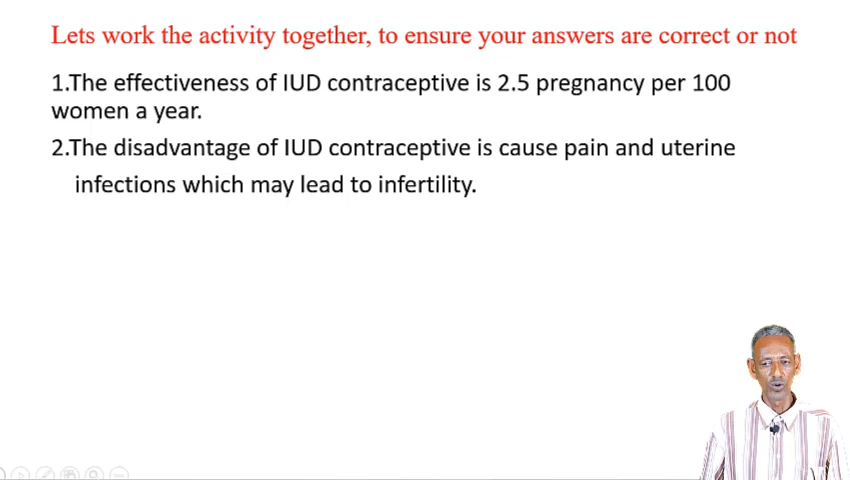 Lets work the activity together, to ensure your answers are correct or not
1.The effectiveness of IUD contraceptive is 2.5 pregnancy per 100
women a year.
2.The disadvantage of IUD contraceptive is cause pain and uterine
infections which may lead to infertility.